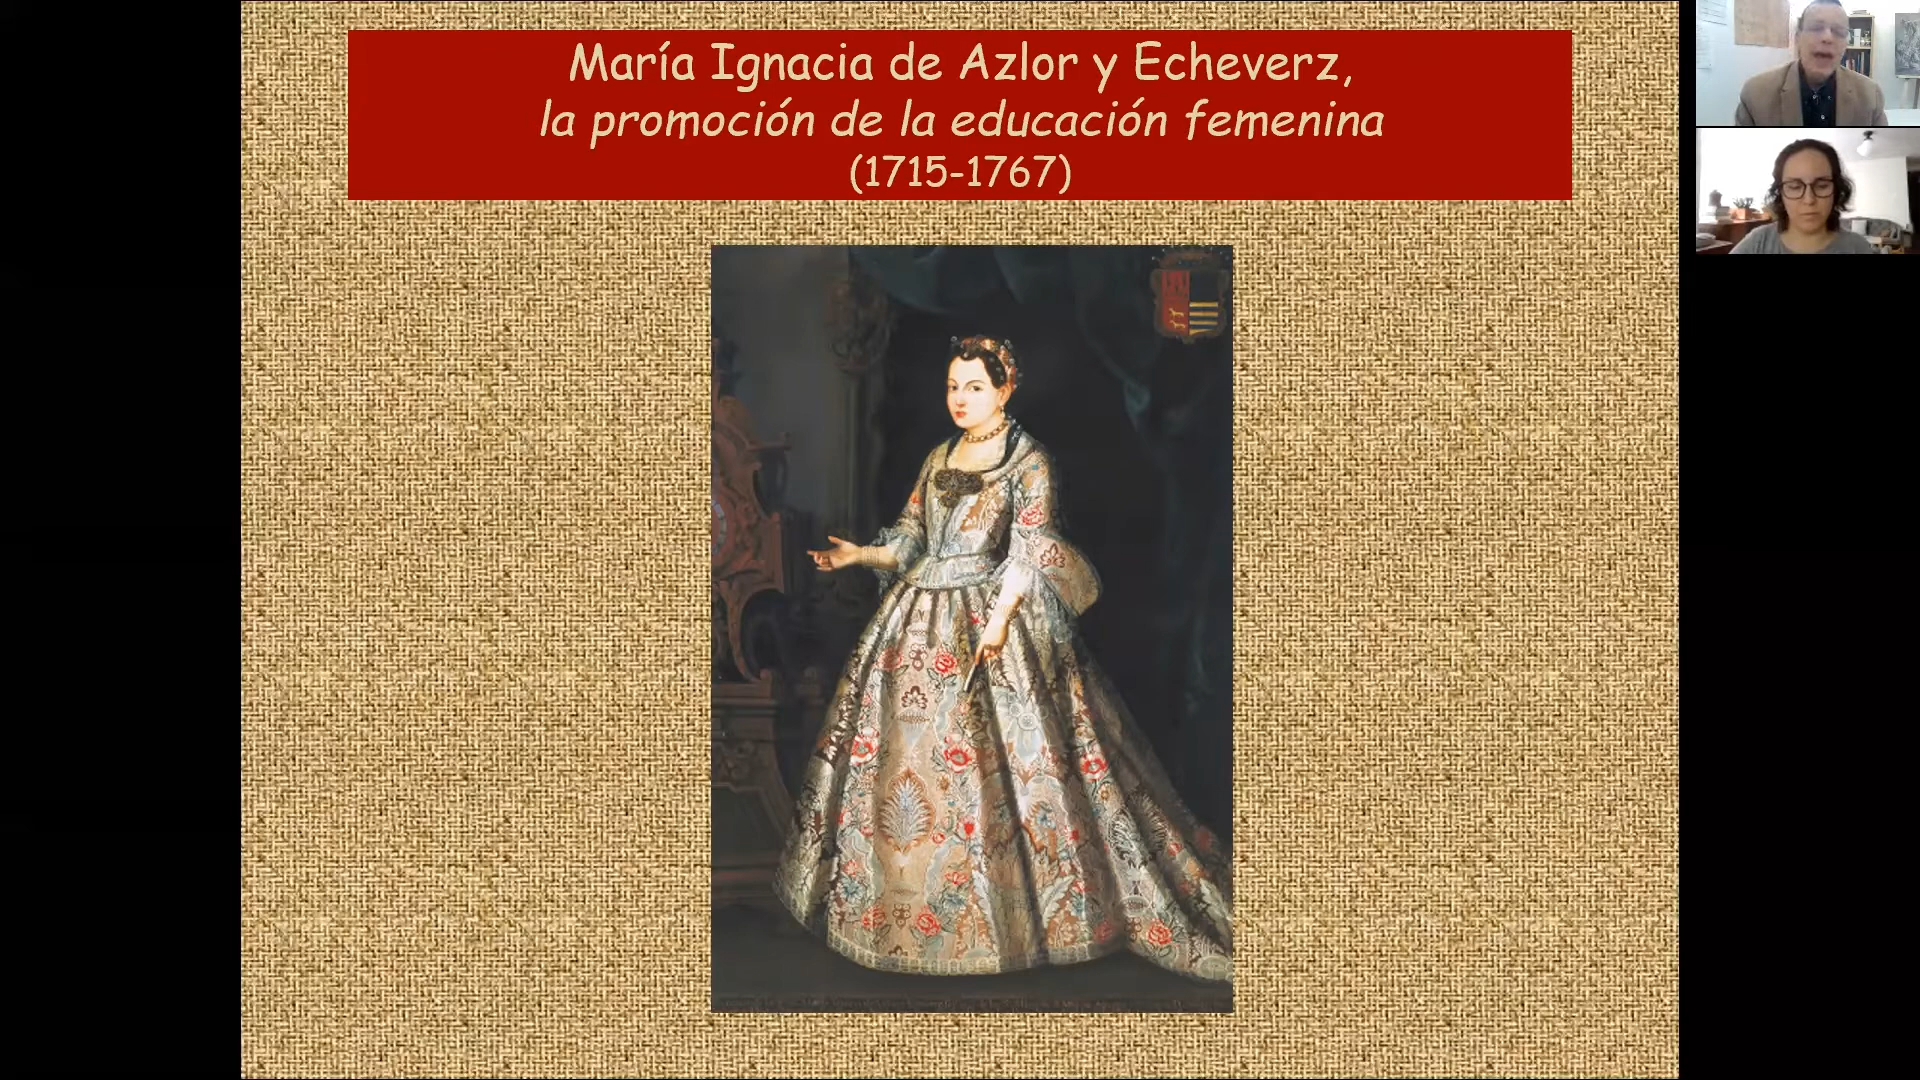 María Ignacia de Azlor y Echeverz,
la promoción de la educación femenina
(1715-1767)